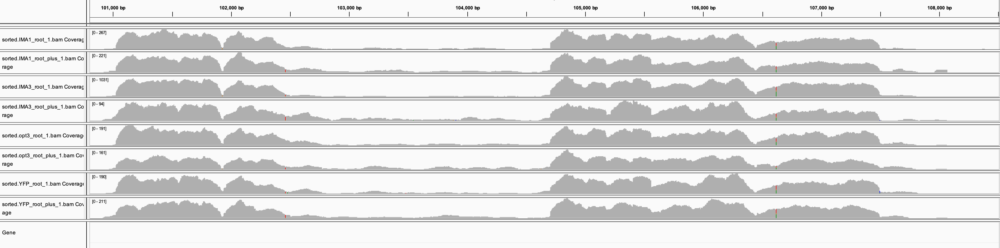 101,000 bp 102,000 bp 103,000 bp 104,000 bp 105,000 bp 106,000 bp 107,000 bp 108,000 bp
sorted.IMA1_root_1.bam Coverag
[0 - 267]
sorted.IMA1_root_plus_1.bam Co
rage
[0 - 221]
sorted.IMA3_root_1.bam Coverag
[0 - 1031]
sorted.IMA3_root_plus_1.bam Co
rage
[0 - 94]
sorted.opt3_root_1.bam Coverage
[0 - 191]
sorted.opt3_root_plus_1.bam Cov
rage
[0 - 161]
sorted.YFP_root_1.bam Coverage
[0 - 190]
sorted.YFP_root_plus_1.bam Cov
age
[0 - 211]
Gene